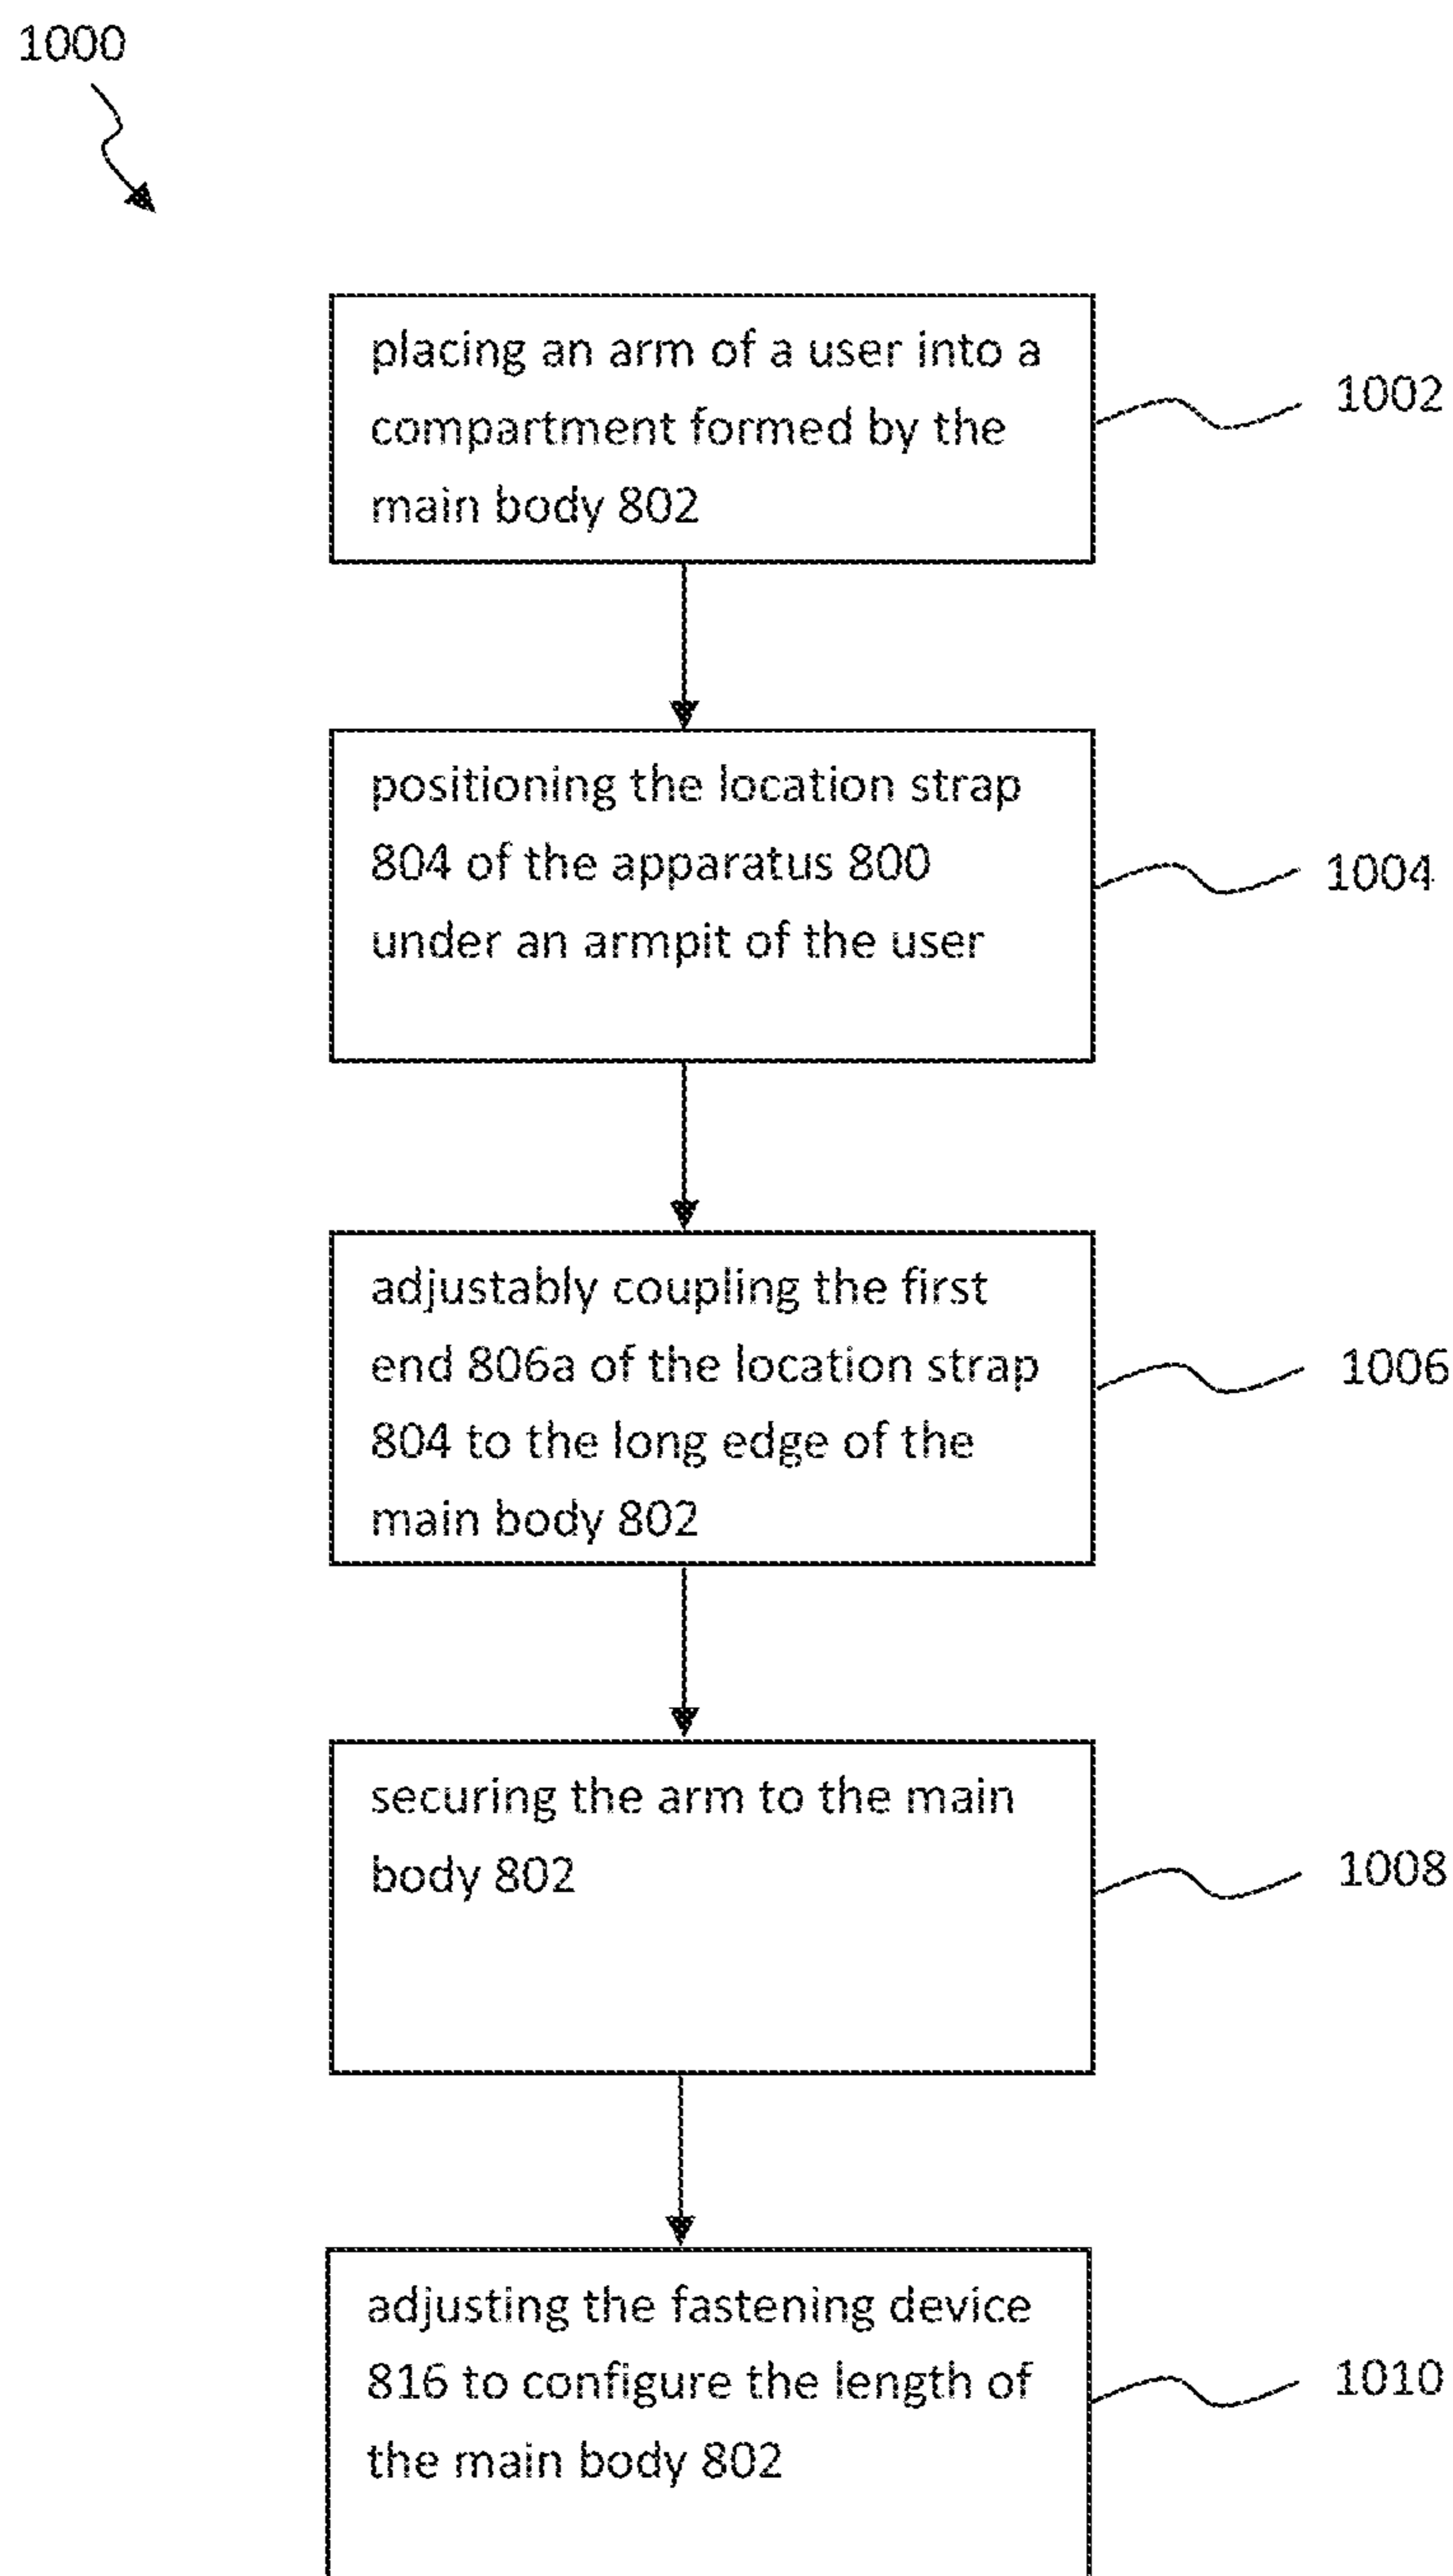 1000
placing an arm of a user into a
compartment formed by the
main body 802
1002
positioning the location strap
804 of the apparatus 800
under an armpit of the user
1004
adjustably coupling the first
end 806a of the location strap
804 to the long edge of the
main body 802
1006
securing the arm to the main
body 802
1008
adjusting the fastening device
816 to configure the length of
the main body 802
1010